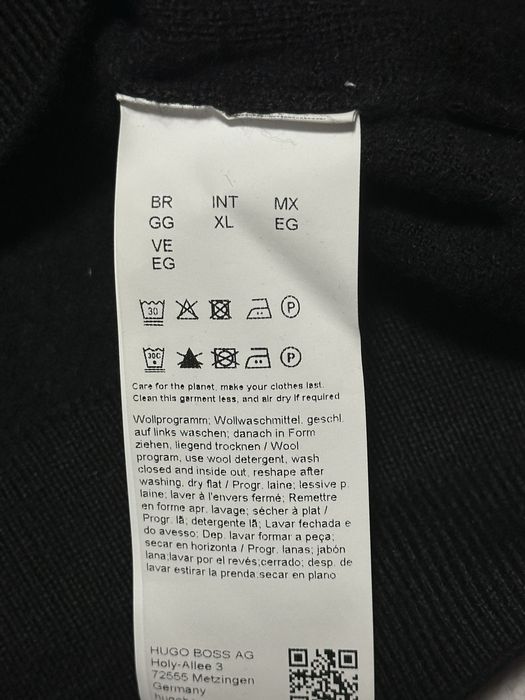 BR INT MX
GG XL EG
VE
EG
30 P
30C P
Care for the planet, make your clothes last.
Clean this garment less, and air dry if required
Wollprogramm; Wollwaschmittel, geschl.
auf links waschen; danach in Form
ziehen, liegend trocknen / Wool
program, use wool detergent, wash
closed and inside out, reshape after
washing, dry flat / Progr. laine; lessive p.
laine; laver à l'envers fermé; Remettre
en forme apr. lavage; sécher à plat /
Progr. lã; detergente lã; Lavar fechada e
do avesso; Dep. lavar formar a peça;
secar en horizonta / Progr. lanas; jabón
lana;lavar por el revés;cerrado; desp. de
lavar estirar la prenda;secar en plano
HUGO BOSS AG
Holy-Allee 3
72555 Metzingen
Germany